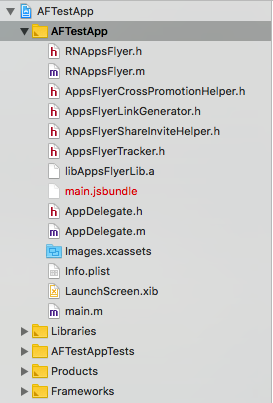 AFTestApp
AFTestApp
RNAppsFlyer.h
RNAppsFlyer.m
AppsFlyerCrossPromotionHelper.h
AppsFlyerLinkGenerator.h
AppsFlyerShareInviteHelper.h
AppsFlyerTracker.h
libAppsFlyerLib.a
main.jsbundle
AppDelegate.h
AppDelegate.m
Images.xcassets
Info.plist
LaunchScreen.xib
main.m
Libraries
AFTestAppTests
Products
Frameworks